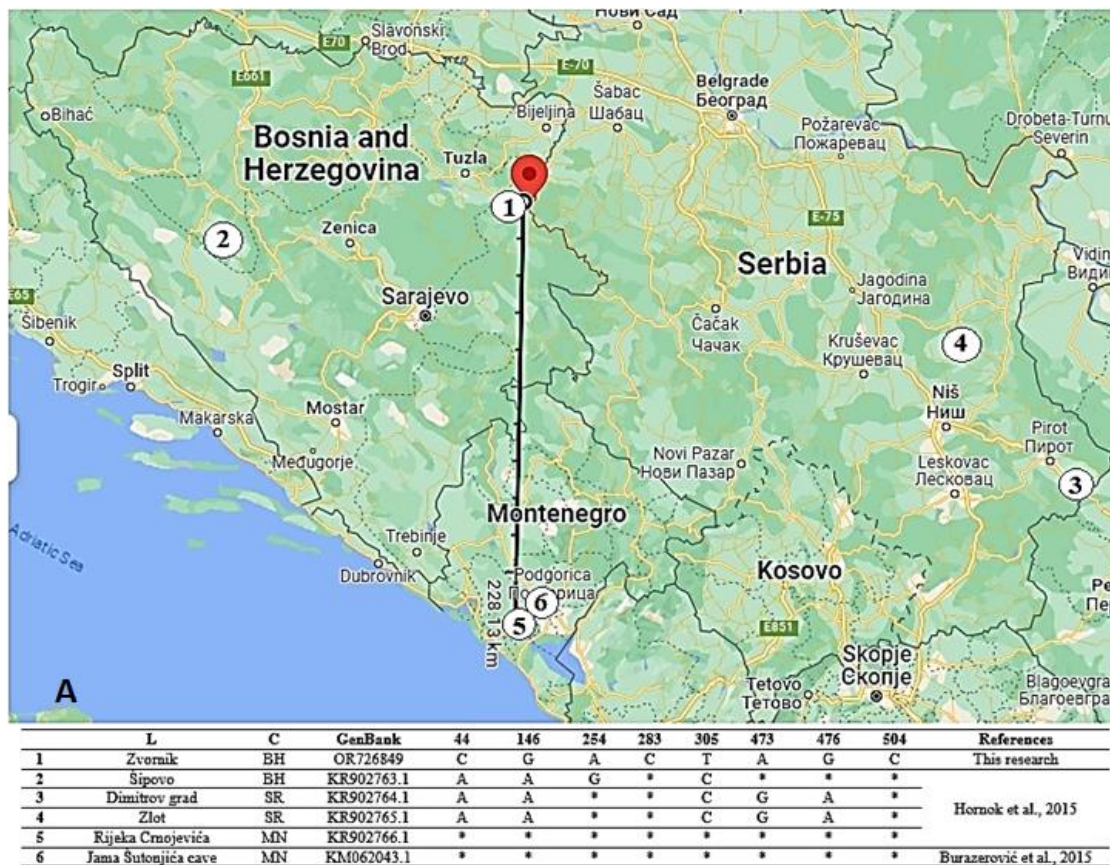 Slavonski
Brod
Нови Сад
E70
E-70
E661
Bihać
Bijeljina
Šabac
Шабац
Belgrade
Београд
Požarevac
Пожаревац
Drobeta-Turnu
Severin
Bosnia and
Herzegovina
Tuzla
1
E-75
2
Zenica
Serbia
Vidin
Види
Jagodina
Јагодина
E65
Sarajevo
Čačak
Чачак
Kruševac
Крушевац
4
Šibenik
Split
Trogir
Niš
Ниш
Makarska
Mostar
Pirot
Пирот
Međugorje
Novi Pazar
Нови Пазар
Leskovac
Лесковац
3
Adriatic Sea
Montenegro
Trebinje
Dubrovnik
Podgorica
Kosovo
228.13 km
6
5
E851
Skopje
Скопје
A
Tetovo
Тетово
Blagoevgra
Благоевгра
L C GenBank 44 146 254 283 305 473 476 504 References
1 Zvornik BH OR726849 C G A C T A G C This research
2 Šipovo BH KR902763.1 A A G * C * * *
3 Dimitrov grad SR KR902764.1 A A * * C G A *
Hornok et al., 2015
4 Zlot SR KR902765.1 A A * * C G A *
5 Rijeka Crnojevića MN KR902766.1 * * * * * * * *
6 Jama Šutonjića cave MN KM062043.1 * * * * * * * * Burazerović et al., 2015